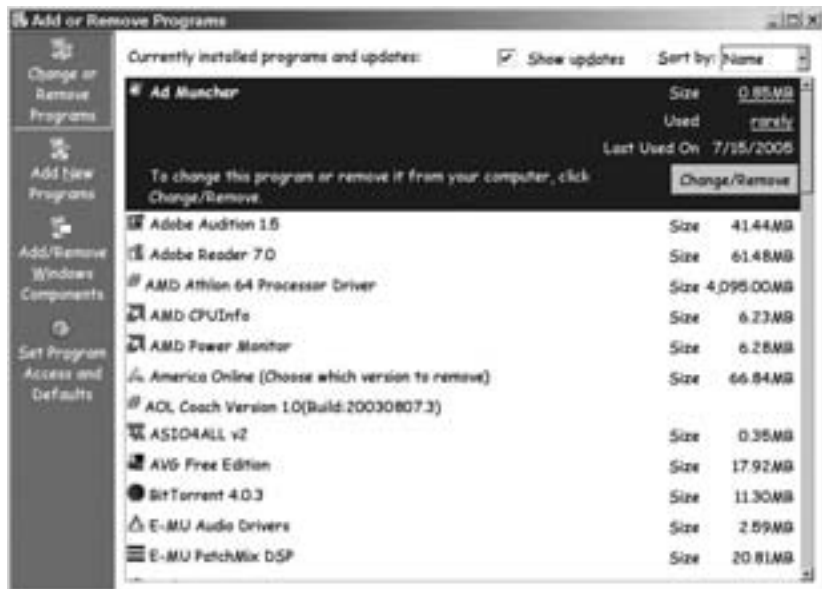 Add or Remove Programs
Change or
Remove
Programs
Add New
Programs
Add/Remove
Windows
Components
Set Program
Access and
Defaults
Currently installed programs and updates:
Show updates
Sort by: Name
Ad Muncher Size 0.85MB
Used rarely
Last Used On 7/15/2005
To change this program or remove it from your computer, click
Change/Remove.
Change/Remove
Adobe Audition 1.5 Size 41.44MB
Adobe Reader 7.0 Size 61.48MB
AMD Athlon 64 Processor Driver Size 4,095.00MB
AMD CPUInfo Size 6.23MB
AMD Power Monitor Size 6.28MB
America Online (Choose which version to remove) Size 66.84MB
AOL Coach Version 1.0(Build:20030807.3)
ASIO4ALL v2 Size 0.35MB
AVG Free Edition Size 17.92MB
BitTorrent 4.0.3 Size 11.30MB
E-MU Audio Drivers Size 2.59MB
E-MU PatchMix DSP Size 20.81MB